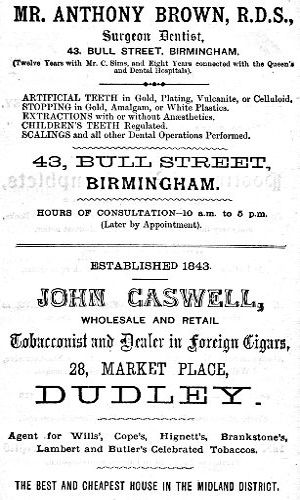 MR. ANTHONY BROWN, R.D.S.,
Surgeon Dentist,
43. BULL STREET, BIRMINGHAM.
(Twelve Years with Mr. C. Sims, and Eight Years connected with the Queen's
and Dental Hospitals).
ARTIFICIAL TEETH in Gold, Plating, Vulcanite, or Celluloid.
STOPPING in Gold, Amalgam, or White Plastics.
EXTRACTIONS with or without Anæsthetics.
CHILDREN'S TEETH Regulated.
SCALINGS and all other Dental Operations Performed.
43, BULL STREET,
BIRMINGHAM.
HOURS OF CONSULTATION—10 a.m. to 5 p.m.
(Later by Appointment).
ESTABLISHED 1843.
JOHN CASWELL,
WHOLESALE AND RETAIL
Tobacconist and Dealer in Foreign Cigars,
28, MARKET PLACE,
DUDLEY.
Agent for Wills', Cope's, Hignett's, Brankstone's,
Lambert and Butler's Celebrated Tobaccos.
THE BEST AND CHEAPEST HOUSE IN THE MIDLAND DISTRICT.